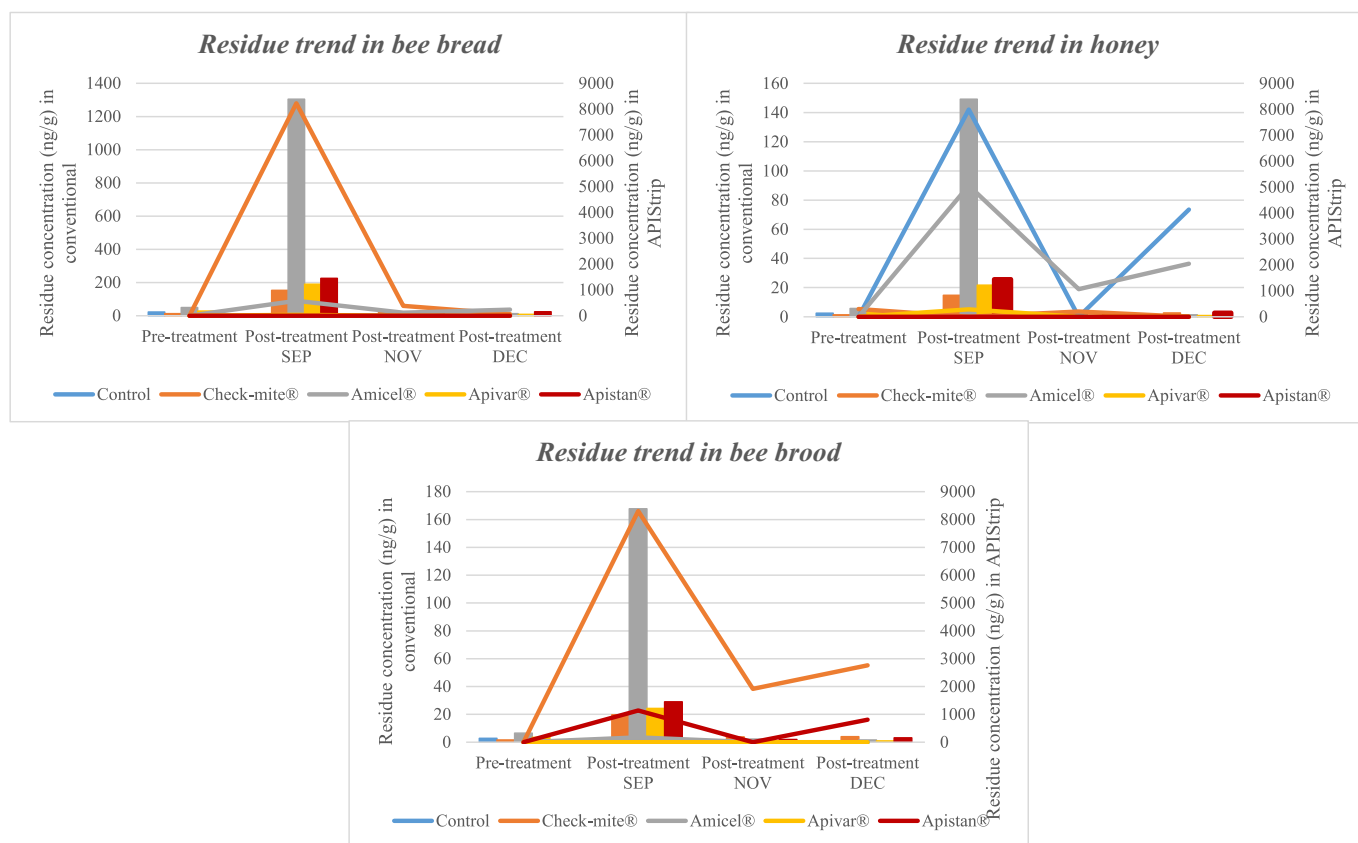 Residue trend in bee bread
Residue concentration (ng/g) in
conventional
1400
1200
1000
800
600
400
200
0
9000
8000
7000
6000
5000
4000
3000
2000
1000
0
Residue concentration (ng/g) in
APIStrip
Pre-treatment Post-treatment Post-treatment Post-treatment
SEP NOV DEC
Control Check-mite® Amicel® Apivar® Apistan®
Residue trend in honey
Residue concentration (ng/g) in
conventional
160
140
120
100
80
60
40
20
0
9000
8000
7000
6000
5000
4000
3000
2000
1000
0
Residue concentration (ng/g) in
APIStrip
Pre-treatment Post-treatment Post-treatment Post-treatment
SEP NOV DEC
Control Check-mite® Amicel® Apivar® Apistan®
Residue trend in bee brood
Residue concentration (ng/g) in
conventional
180
160
140
120
100
80
60
40
20
0
9000
8000
7000
6000
5000
4000
3000
2000
1000
0
Residue concentration (ng/g) in APIStrip
Pre-treatment Post-treatment Post-treatment Post-treatment
SEP NOV DEC
Control Check-mite® Amicel® Apivar® Apistan®